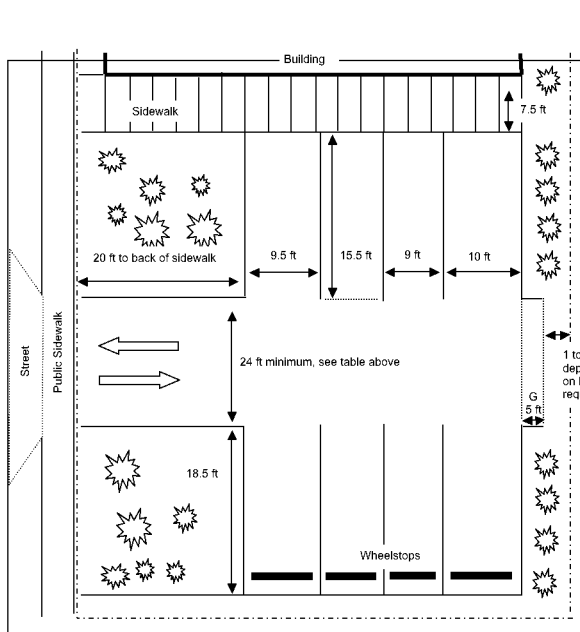 Building
Sidewalk
7.5 ft
20 ft to back of sidewalk
9.5 ft
15.5 ft
9 ft
10 ft
Street
Public Sidewalk
24 ft minimum, see table above
1 to
dep
on l
req
G
5 ft
18.5 ft
Wheelstops